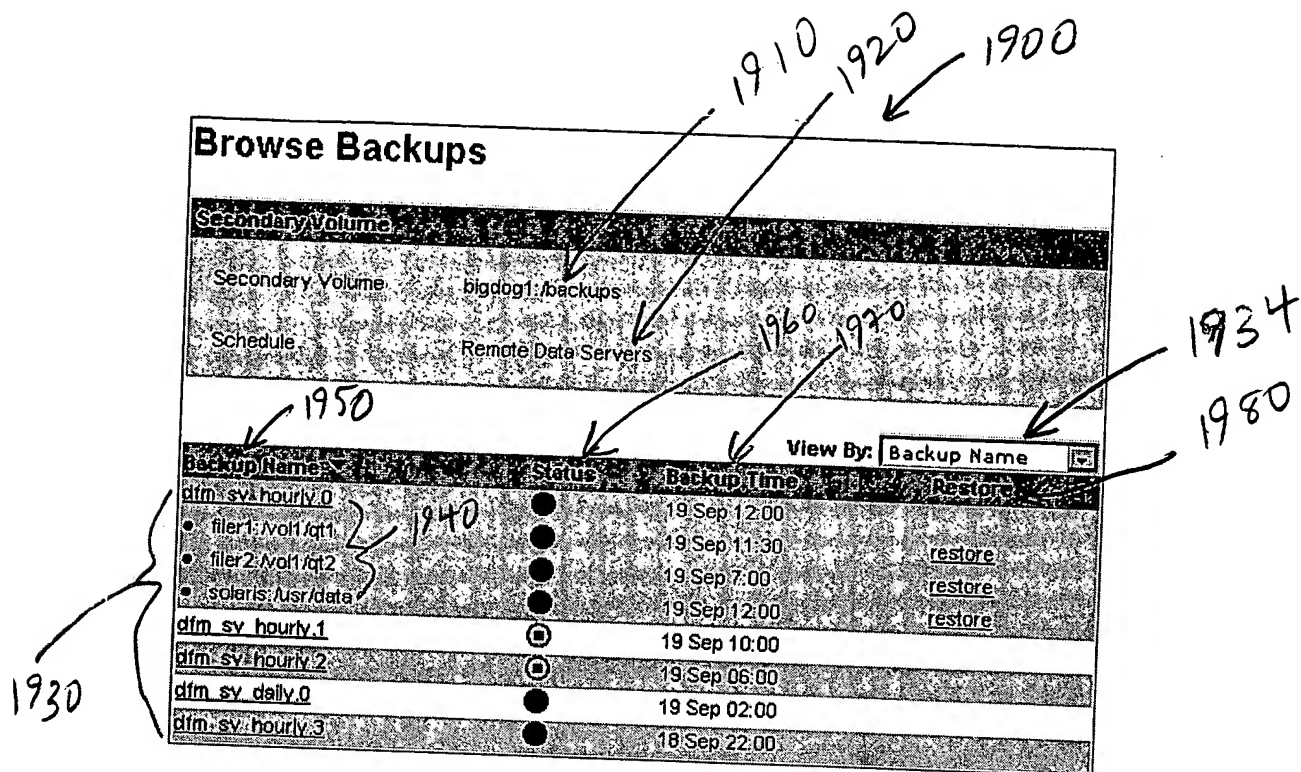 1910 1920 1900
Browse Backups
Secondary Volume
Secondary Volume bigdog1:/backups
Schedule Remote Data Servers
1960 1970 1934
1950 1980
View By: Backup Name
Backup Name Status Backup Time Restore
dfm_sv_hourly.0 19 Sep 12:00
• filer1:/vol1/qt1 19 Sep 11:30 restore
1940
• filer2:/vol1/qt2 19 Sep 7:00 restore
• solaris:/usr/data 19 Sep 12:00 restore
dfm_sv_hourly.1 19 Sep 10:00
dfm_sv_hourly.2 19 Sep 06:00
dfm_sv_daily.0 19 Sep 02:00
dfm_sv_hourly.3 18 Sep 22:00
1930